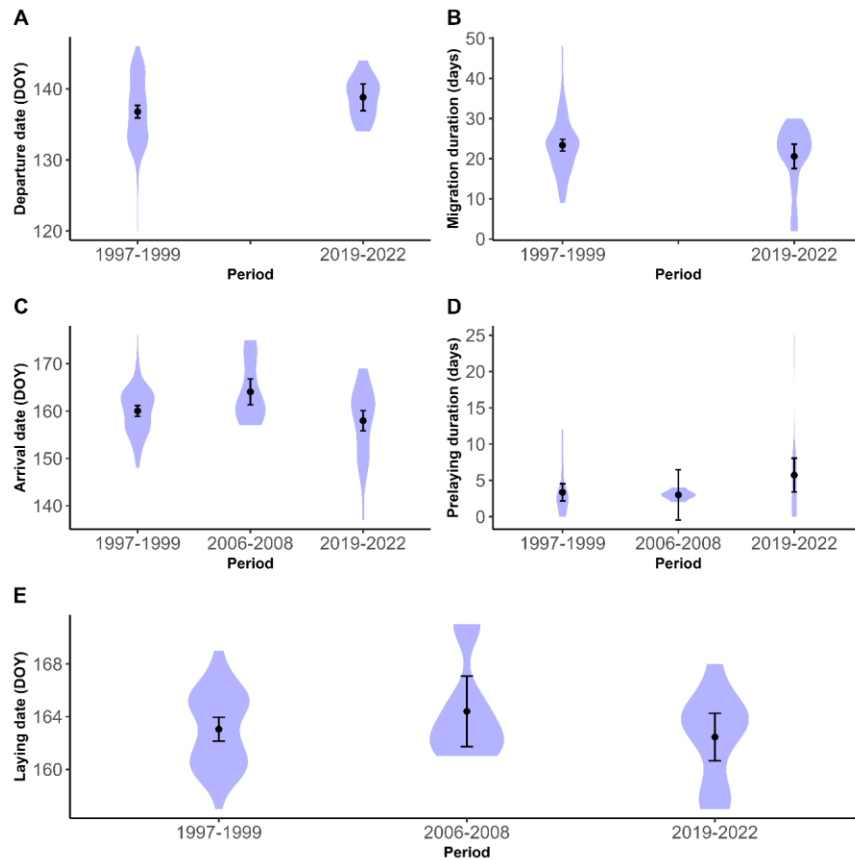 A
Departure date (DOY)
140
130
120
1997-1999
2019-2022
Period
B
Migration duration (days)
50
40
30
20
10
0
1997-1999
2019-2022
Period
C
Arrival date (DOY)
170
160
150
140
1997-1999
2006-2008
2019-2022
Period
D
Prelaying duration (days)
25
20
15
10
5
0
1997-1999
2006-2008
2019-2022
Period
E
Laying date (DOY)
168
164
160
1997-1999
2006-2008
2019-2022
Period